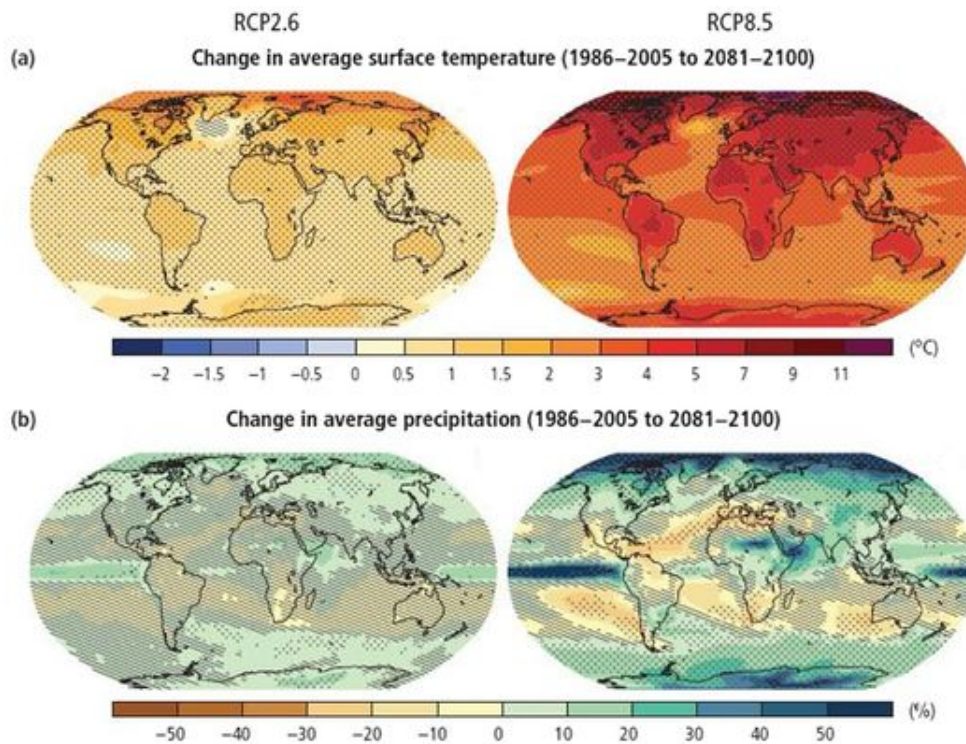 RCP2.6 RCP8.5
(a) Change in average surface temperature (1986–2005 to 2081–2100)
−2 −1.5 −1 −0.5 0 0.5 1 1.5 2 3 4 5 7 9 11 (°C)
(b) Change in average precipitation (1986–2005 to 2081–2100)
−50 −40 −30 −20 −10 0 10 20 30 40 50 (%)